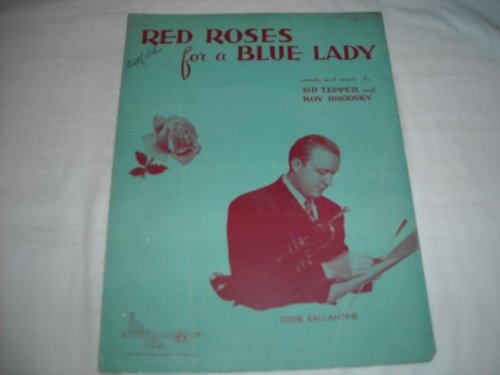 RED ROSES
for a BLUE LADY
words and music by
SID TEPPER and
ROY BRODSKY
EDDIE BALLANTINE